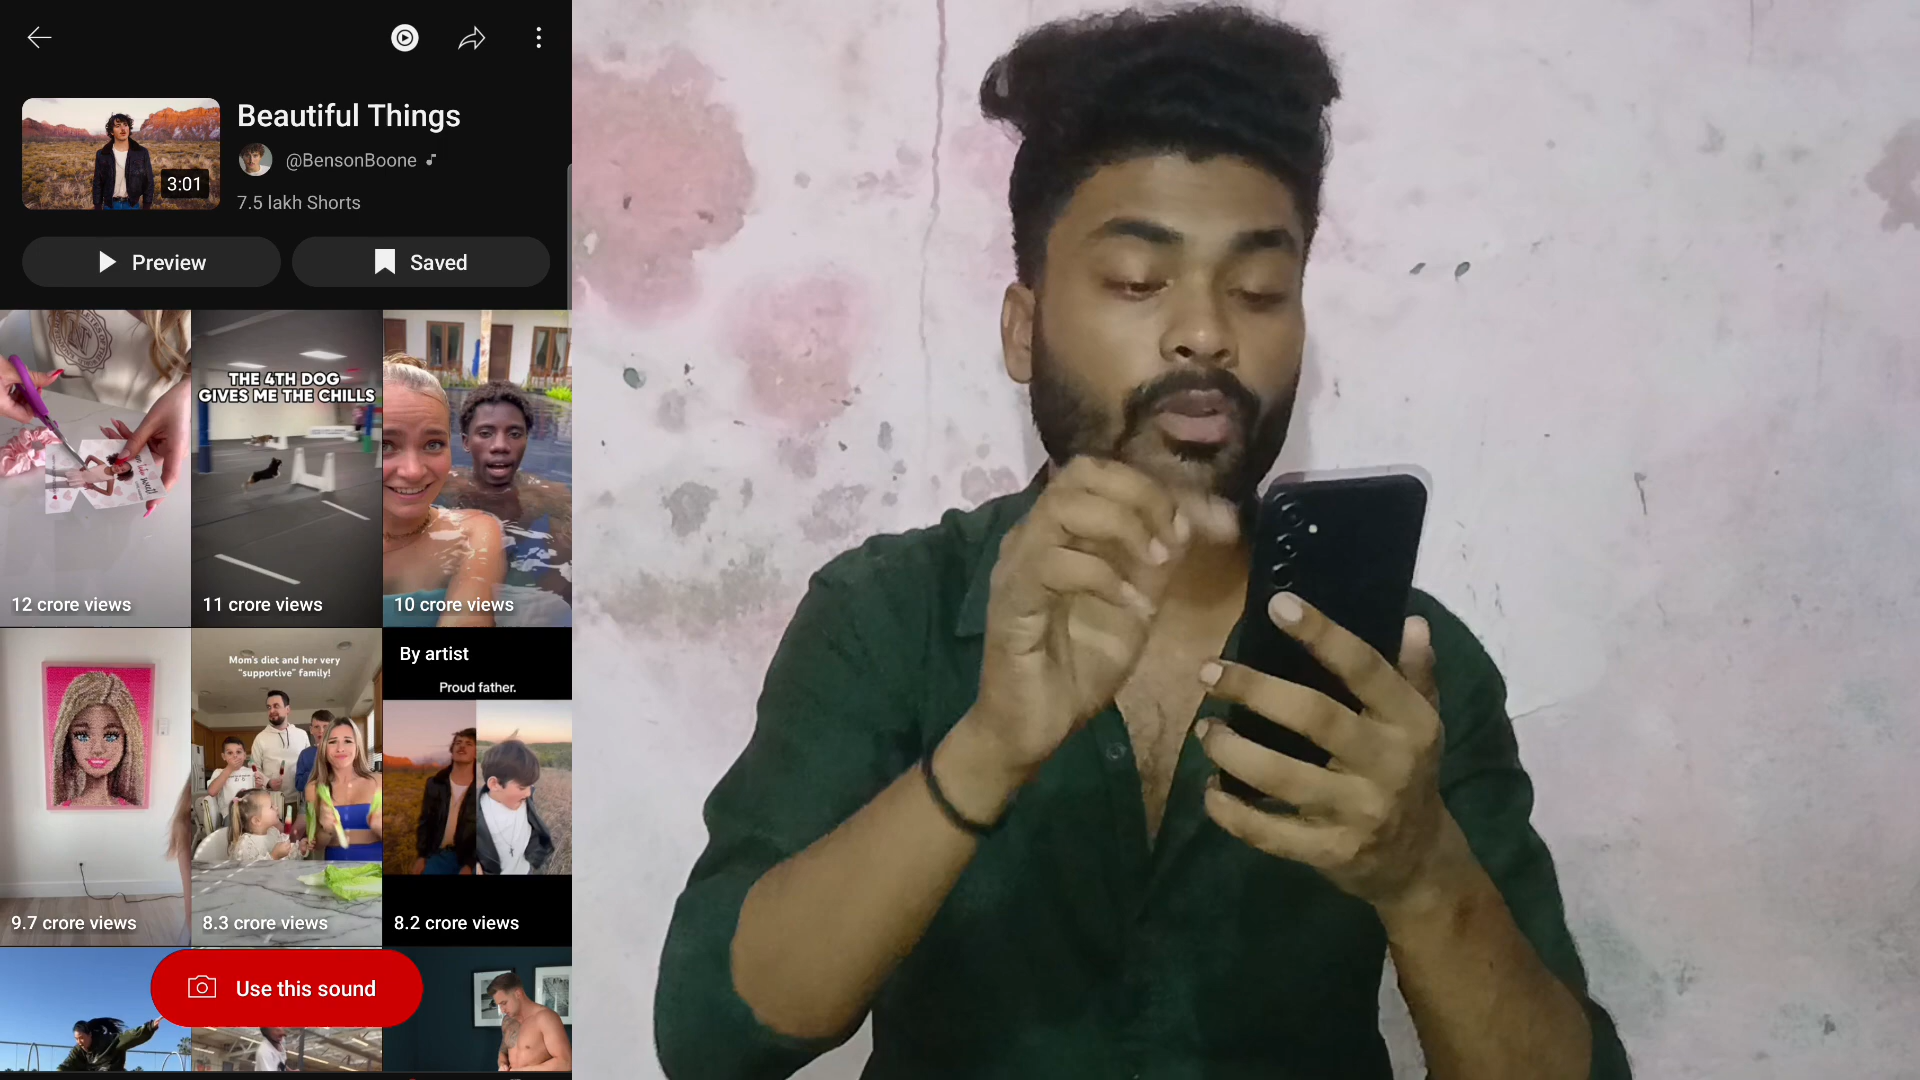 Beautiful Things
@BensonBoone
3:01
7.5 lakh Shorts
Preview
Saved
THE 4TH DOG
GIVES ME THE CHILLS
12 crore views
11 crore views
10 crore views
Mom's diet and her very
"supportive" family!
By artist
Proud father.
9.7 crore views
8.3 crore views
8.2 crore views
Use this sound